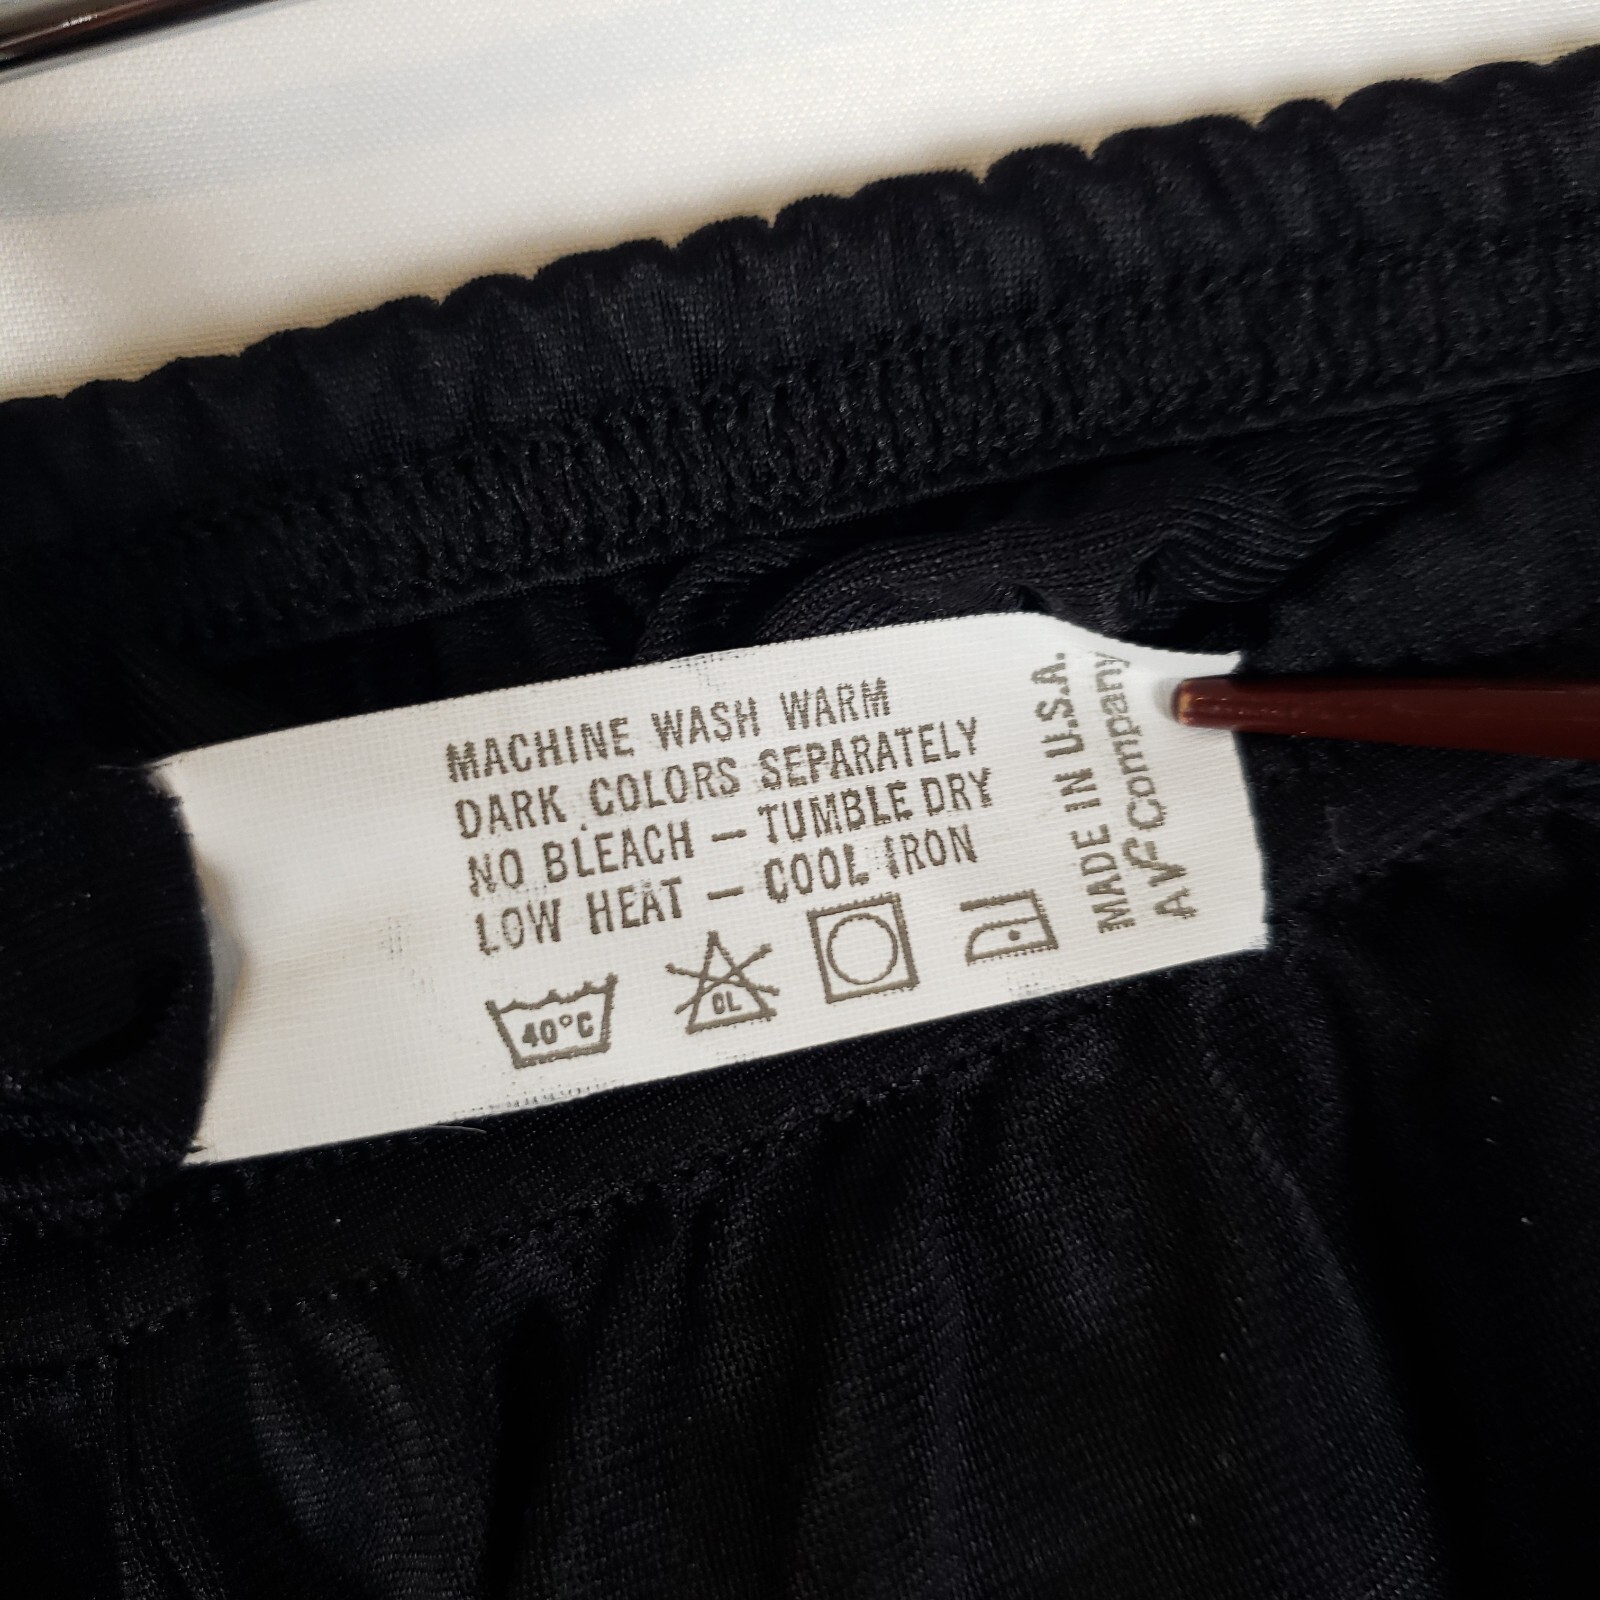 MACHINE WASH WARM
DARK COLORS SEPARATELY
NO BLEACH — TUMBLE DRY
LOW HEAT — COOL IRON
40°C
CL
MADE IN U.S.A.
A VF Company